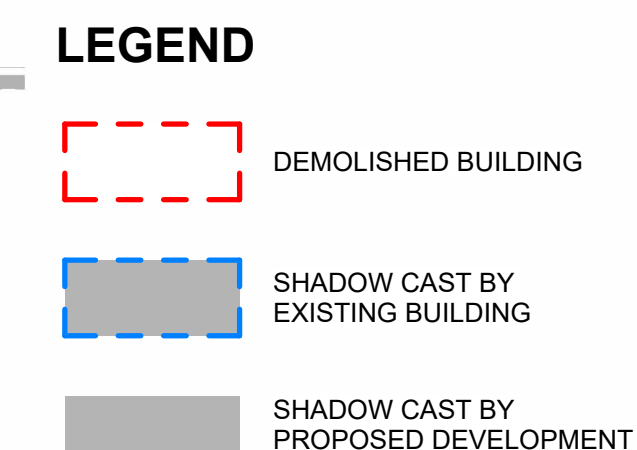 LEGEND
DEMOLISHED BUILDING
SHADOW CAST BY
EXISTING BUILDING
SHADOW CAST BY
PROPOSED DEVELOPMENT